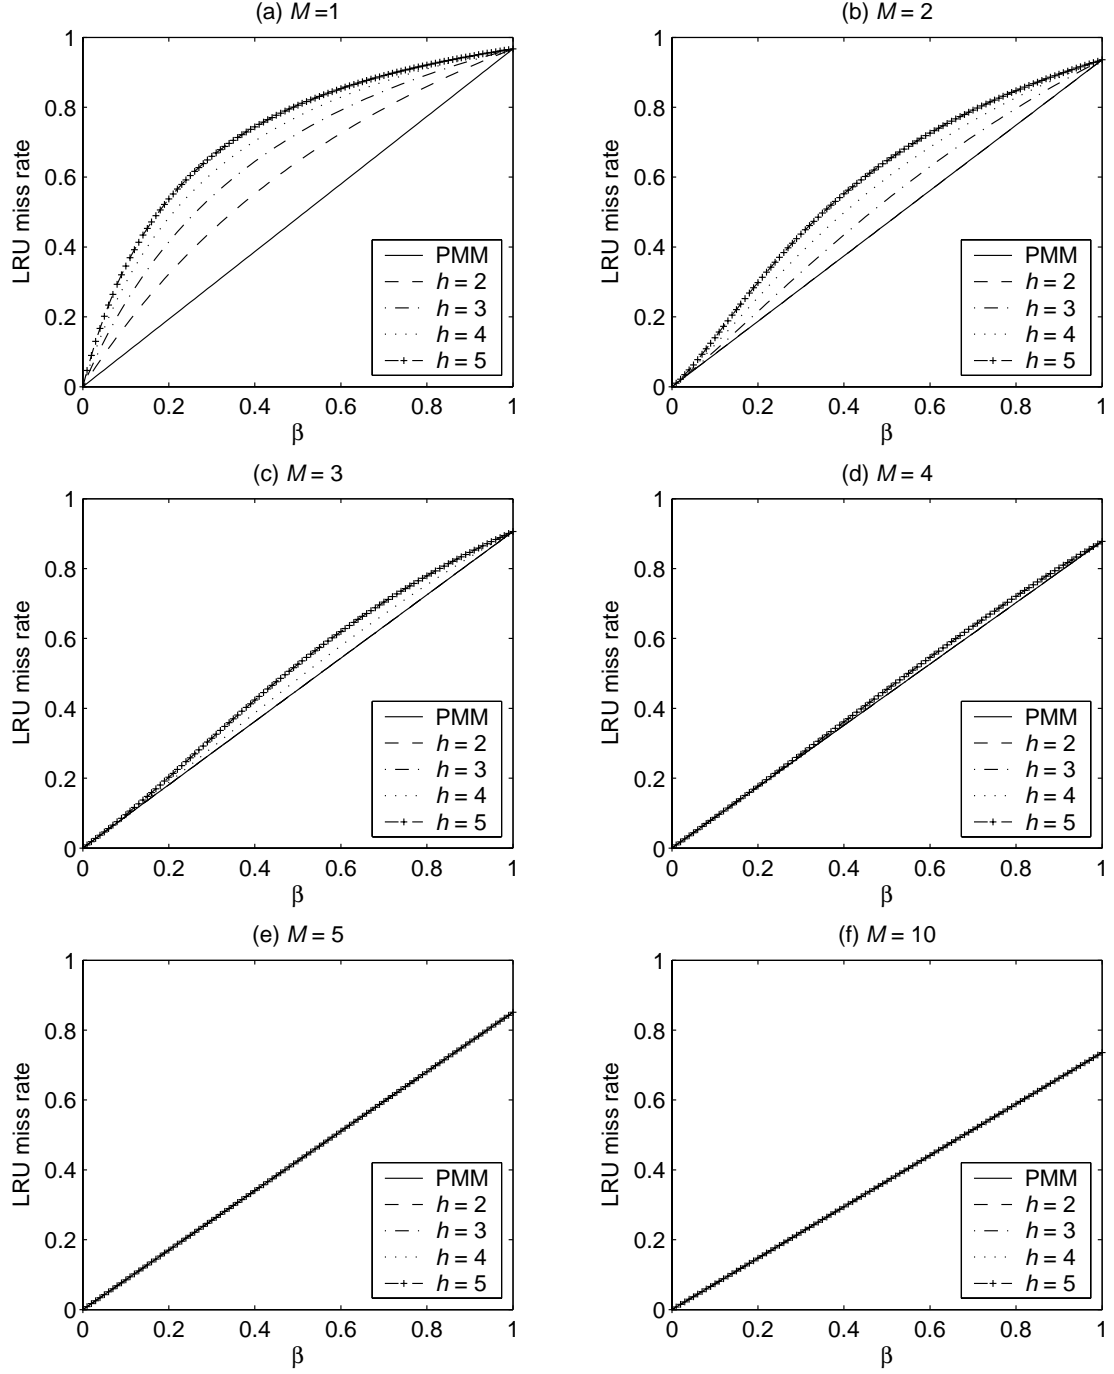 (a) M =1
1
0.8
0.6
0.4
0.2
0
LRU miss rate
PMM
h = 2
h = 3
h = 4
h = 5
0 0.2 0.4 0.6 0.8 1
β
(b) M = 2
1
0.8
0.6
0.4
0.2
0
LRU miss rate
PMM
h = 2
h = 3
h = 4
h = 5
0 0.2 0.4 0.6 0.8 1
β
(c) M = 3
1
0.8
0.6
0.4
0.2
0
LRU miss rate
PMM
h = 2
h = 3
h = 4
h = 5
0 0.2 0.4 0.6 0.8 1
β
(d) M = 4
1
0.8
0.6
0.4
0.2
0
LRU miss rate
PMM
h = 2
h = 3
h = 4
h = 5
0 0.2 0.4 0.6 0.8 1
β
(e) M = 5
1
0.8
0.6
0.4
0.2
0
LRU miss rate
PMM
h = 2
h = 3
h = 4
h = 5
0 0.2 0.4 0.6 0.8 1
β
(f) M = 10
1
0.8
0.6
0.4
0.2
0
LRU miss rate
PMM
h = 2
h = 3
h = 4
h = 5
0 0.2 0.4 0.6 0.8 1
β